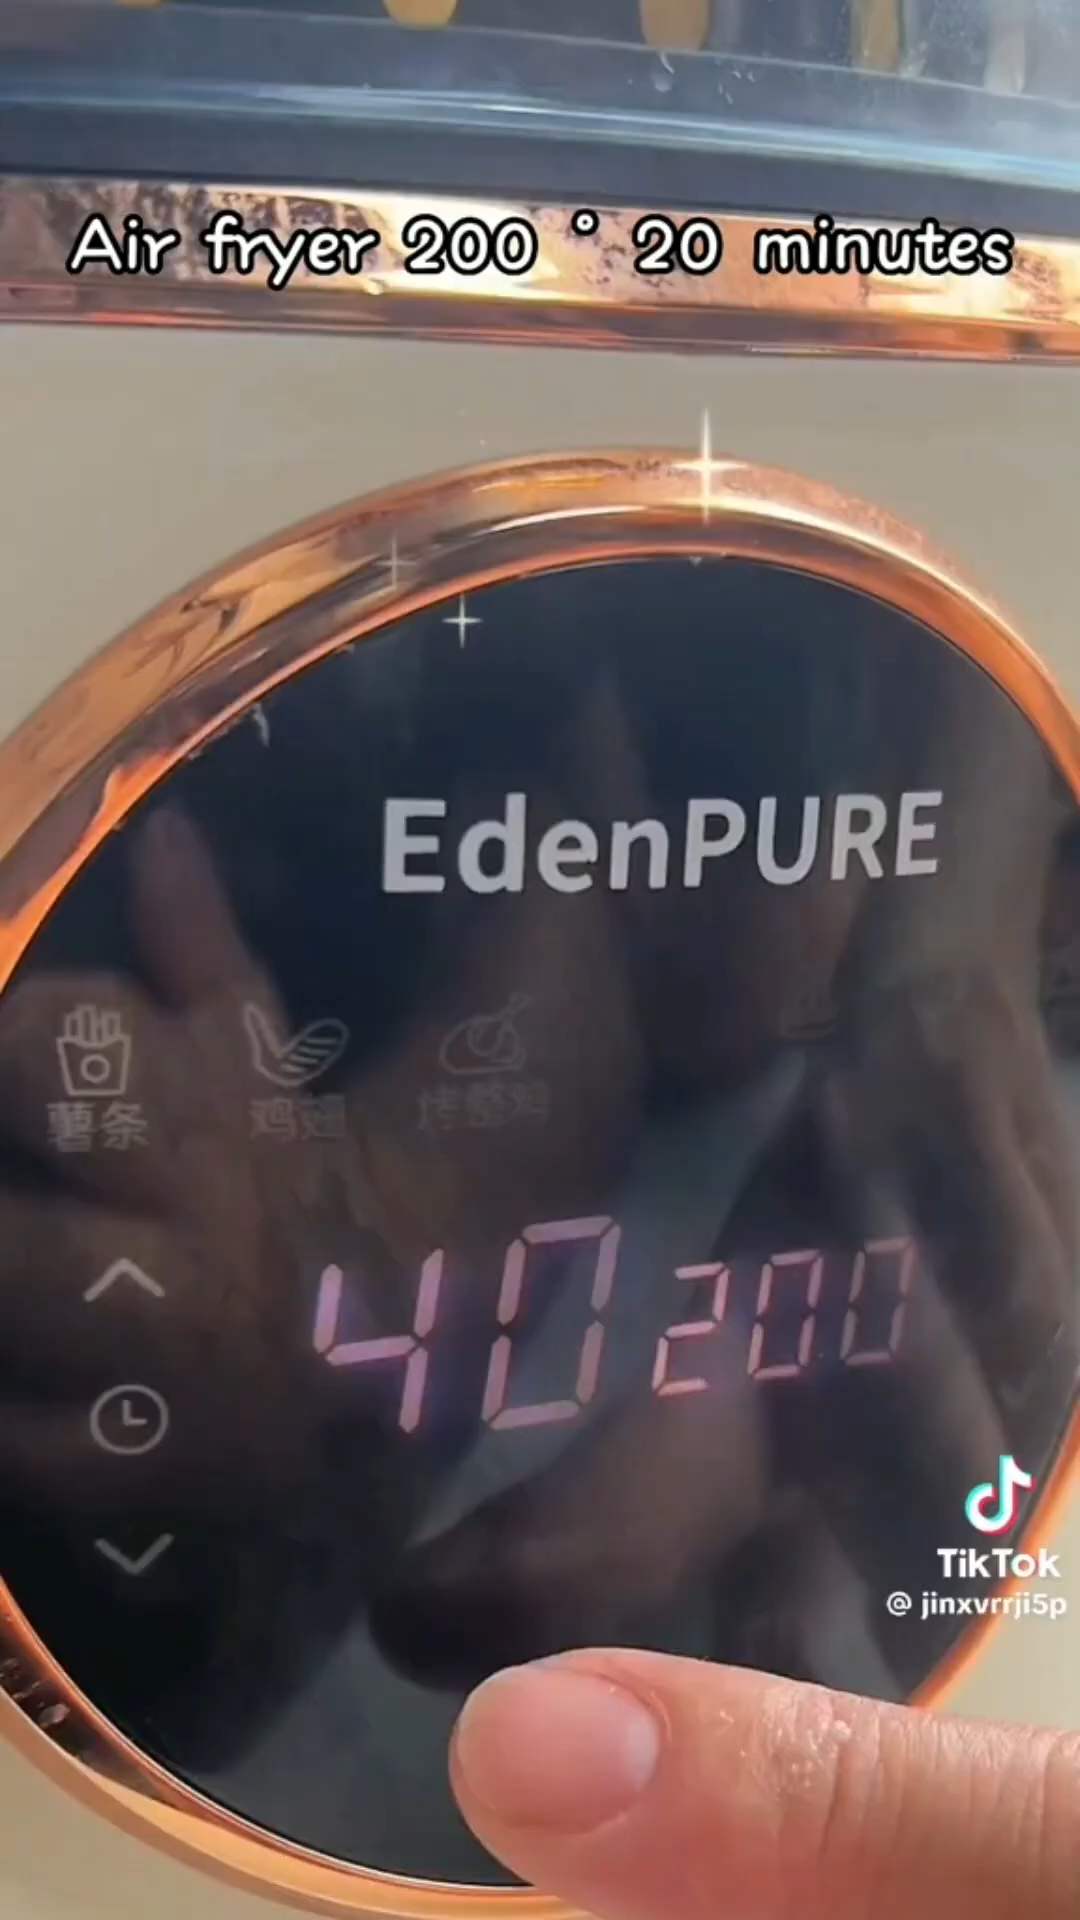 Air fryer 200 ° 20 minutes
EdenPURE
薯条 鸡翅 烤整鸡
40 200
TikTok
@ jinxvrrji5p